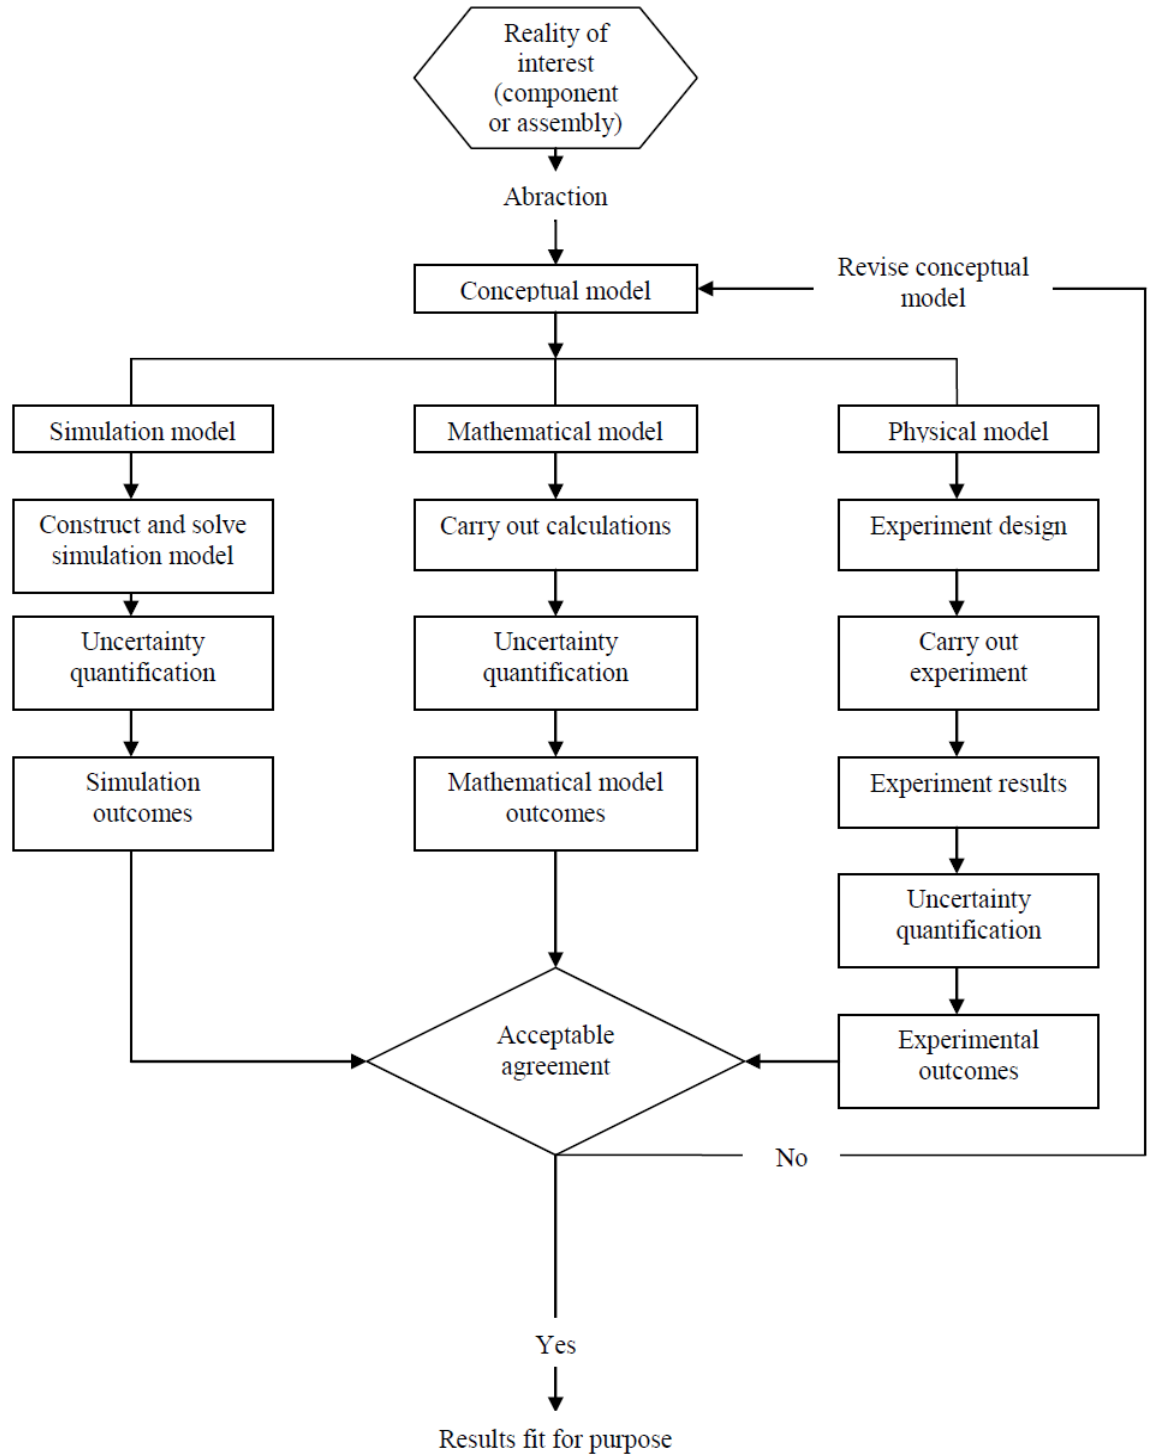 Reality of
interest
(component
or assembly)
Abraction
Revise conceptual
model
Conceptual model
Simulation model
Mathematical model
Physical model
Construct and solve
simulation model
Carry out calculations
Experiment design
Uncertainty
quantification
Uncertainty
quantification
Carry out
experiment
Simulation
outcomes
Mathematical model
outcomes
Experiment results
Uncertainty
quantification
Acceptable
agreement
Experimental
outcomes
No
Yes
Results fit for purpose